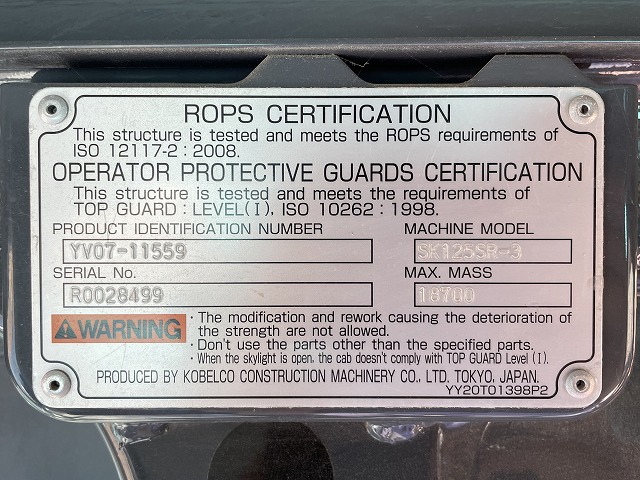 ROPS CERTIFICATION
This structure is tested and meets the ROPS requirements of
ISO 12117-2 : 2008.
OPERATOR PROTECTIVE GUARDS CERTIFICATION
This structure is tested and meets the requirements of
TOP GUARD : LEVEL(I), ISO 10262 : 1998.
PRODUCT IDENTIFICATION NUMBER
YV07-11559
MACHINE MODEL
SK125SR-3
SERIAL No.
R0028499
MAX. MASS
18700
WARNING
· The modification and rework causing the deterioration of
the strength are not allowed.
· Don't use the parts other than the specified parts.
· When the skylight is open, the cab doesn't comply with TOP GUARD Level (I).
PRODUCED BY KOBELCO CONSTRUCTION MACHINERY CO., LTD. TOKYO, JAPAN.
YY20T01398P2